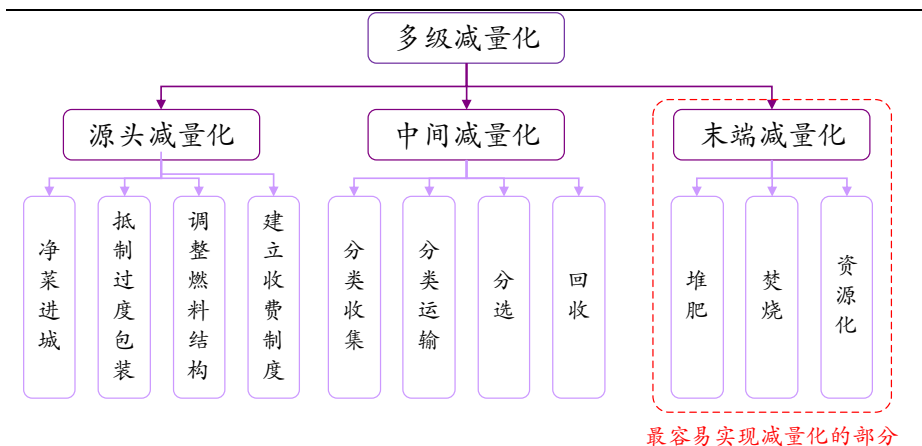 多级减量化
源头减量化
中间减量化
末端减量化
净菜进城
抵制过度包装
调整燃料结构
建立收费制度
分类收集
分类运输
分选
回收
堆肥
焚烧
资源化
最容易实现减量化的部分